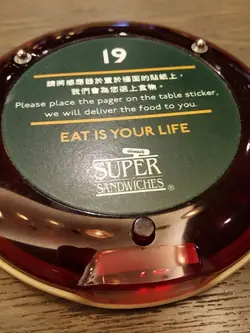 19
請將感應器於置於檯面的貼紙上，
我們會為您送上食物。
Please place the pager on the table sticker,
we will deliver the food to you.
EAT IS YOUR LIFE
SUPER
SANDWICHES®